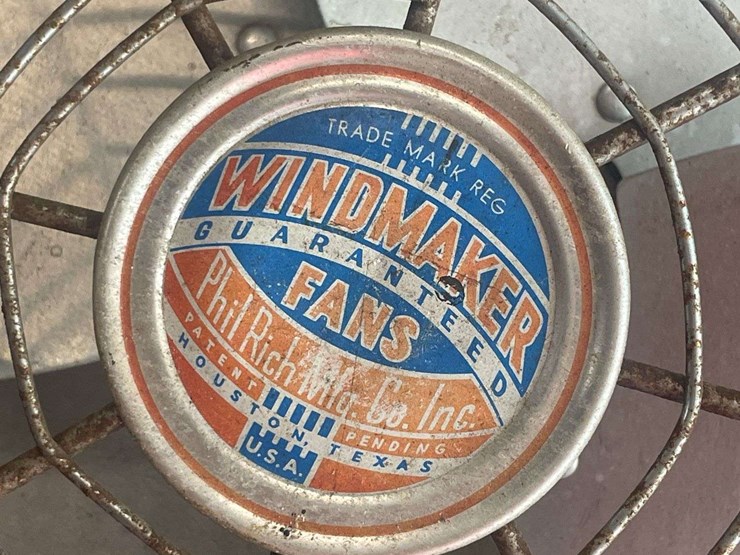 TRADE MARK REG
WINDMAKER
GUARANTEED
FANS
Phil Rich Mfg. Co. Inc.
PATENT PENDING
HOUSTON, TEXAS
U.S.A.